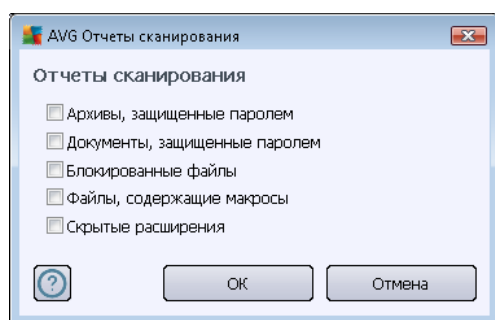 AVG Отчеты сканирования
Отчеты сканирования
Архивы, защищенные паролем
Документы, защищенные паролем
Блокированные файлы
Файлы, содержащие макросы
Скрытые расширения
?
ОК
Отмена